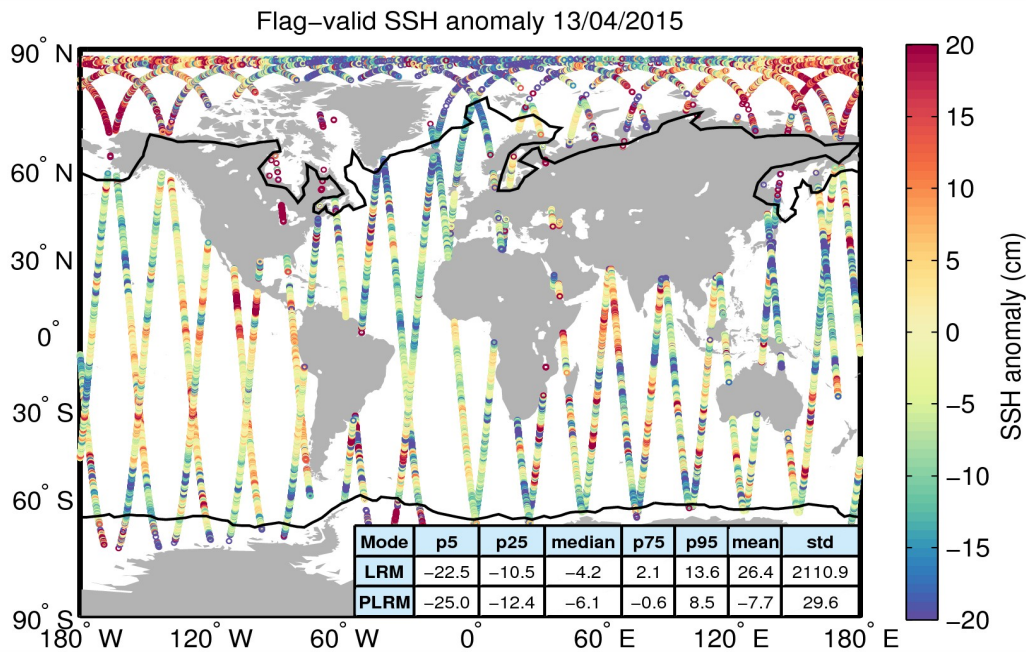 Flag−valid SSH anomaly 13/04/2015
90° N
60° N
30° N
0°
30° S
60° S
90° S
180° W 120° W 60° W 0° 60° E 120° E 180° E
Mode p5 p25 median p75 p95 mean std
LRM −22.5 −10.5 −4.2 2.1 13.6 26.4 2110.9
PLRM −25.0 −12.4 −6.1 −0.6 8.5 −7.7 29.6
20
15
10
5
0
−5
−10
−15
−20
SSH anomaly (cm)